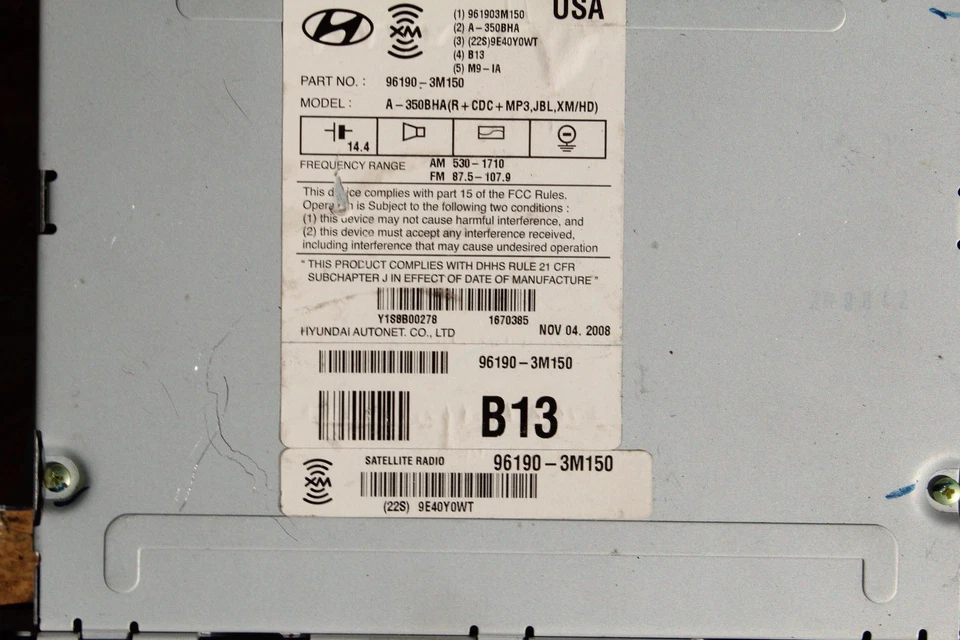 USA
XM
(1) 961903M150
(2) A-350BHA
(3) (22S)9E40Y0WT
(4) B13
(5) M9-IA
PART NO. : 96190-3M150
MODEL : A-350BHA(R+CDC+MP3,JBL,XM/HD)
14.4
FREQUENCY RANGE AM 530-1710
FM 87.5-107.9
This device complies with part 15 of the FCC Rules.
Operation is Subject to the following two conditions :
(1) this device may not cause harmful interference, and
(2) this device must accept any interference received,
including interference that may cause undesired operation
" THIS PRODUCT COMPLIES WITH DHHS RULE 21 CFR
SUBCHAPTER J IN EFFECT OF DATE OF MANUFACTURE "
Y1S9B00278 1670385
HYUNDAI AUTONET. CO., LTD NOV 04. 2008
96190-3M150
B13
XM
SATELLITE RADIO 96190-3M150
(22S) 9E40Y0WT